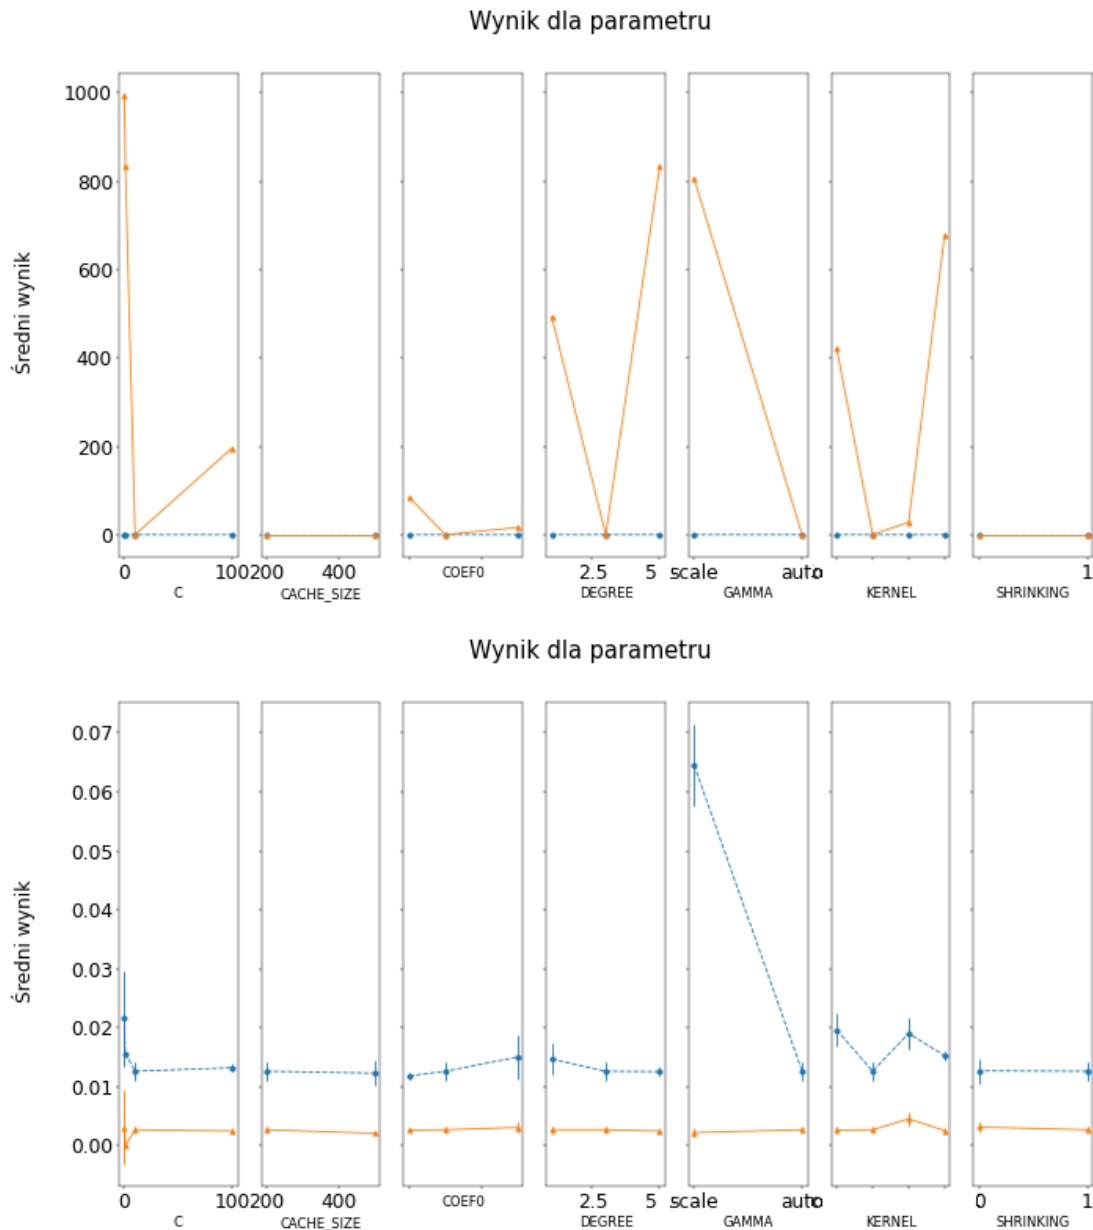 Wynik dla parametru
1000
800
600
400
200
0
Średni wynik
0 100 200 400 2.5 5 scale auto 0 1
C CACHE_SIZE COEF0 DEGREE GAMMA KERNEL SHRINKING
Wynik dla parametru
0.07
0.06
0.05
0.04
0.03
0.02
0.01
0.00
Średni wynik
0 100 200 400 2.5 5 scale auto 0 1
C CACHE_SIZE COEF0 DEGREE GAMMA KERNEL SHRINKING